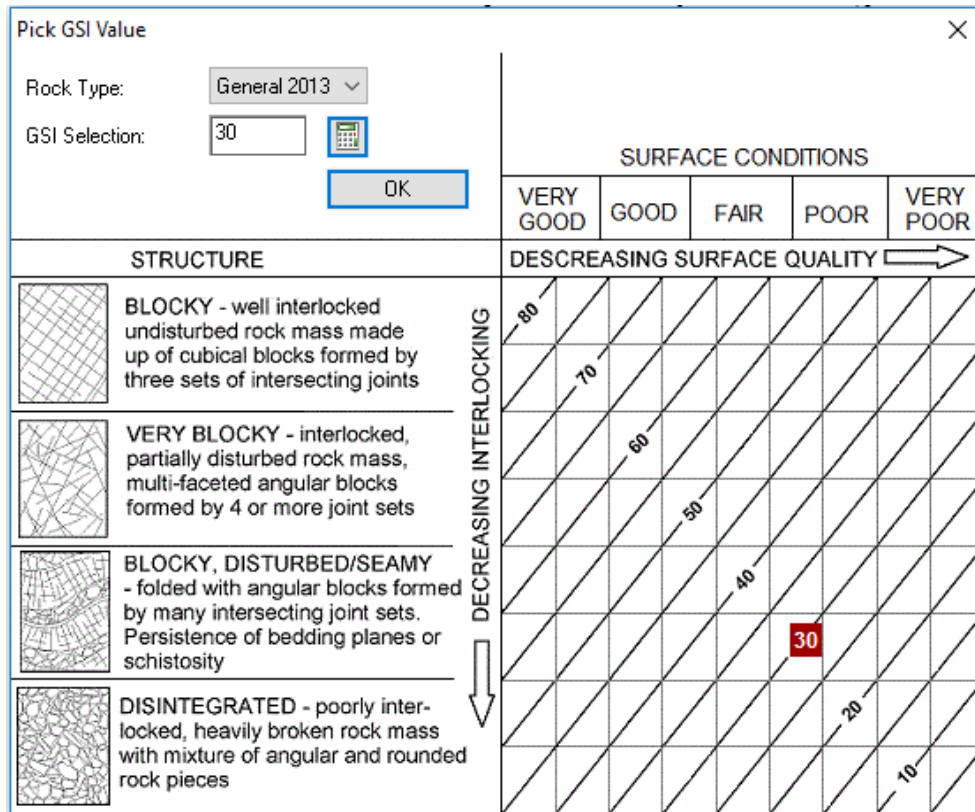 Pick GSI Value
Rock Type:
General 2013
GSI Selection:
30
OK
SURFACE CONDITIONS
VERY GOOD
GOOD
FAIR
POOR
VERY POOR
STRUCTURE
DESCREASING SURFACE QUALITY
BLOCKY - well interlocked
undisturbed rock mass made
up of cubical blocks formed by
three sets of intersecting joints
VERY BLOCKY - interlocked,
partially disturbed rock mass,
multi-faceted angular blocks
formed by 4 or more joint sets
BLOCKY, DISTURBED/SEAMY
- folded with angular blocks formed
by many intersecting joint sets.
Persistence of bedding planes or
schistosity
DISINTEGRATED - poorly inter-
locked, heavily broken rock mass
with mixture of angular and rounded
rock pieces
DECREASING INTERLOCKING
80
70
60
50
40
30
20
10